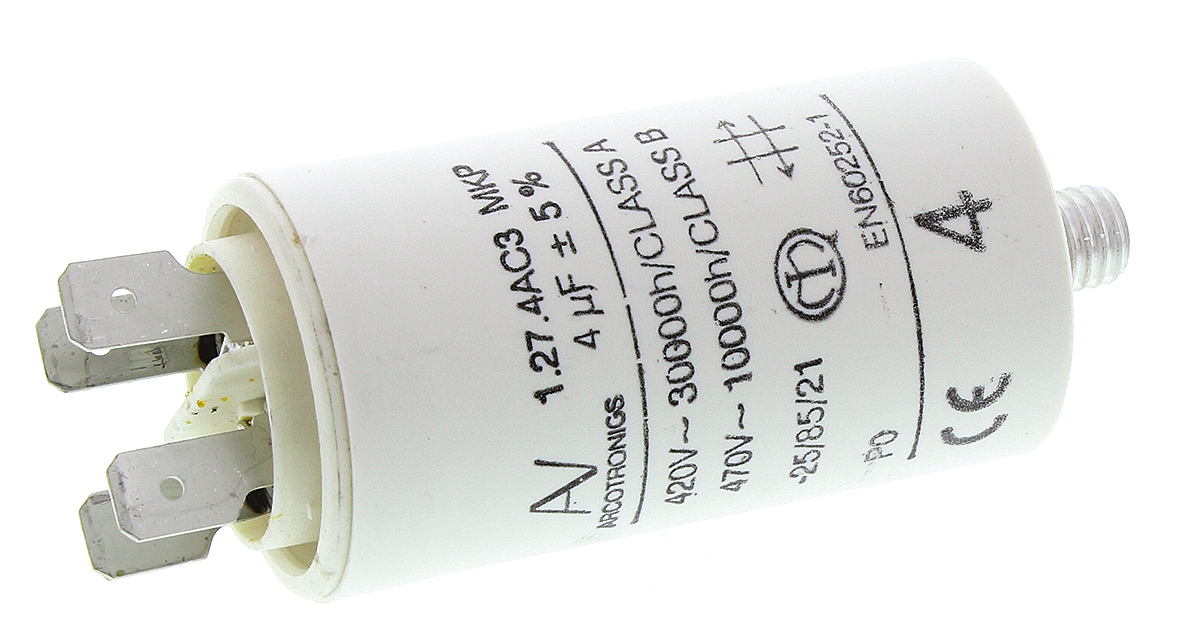 AV
ARCOTRONICS
1.27.4AC3 MKP
4 µF ± 5%
420V~30000h/CLASS A
470V~10000h/CLASS B
-25/85/21
P0
EN60252-1
CE
4